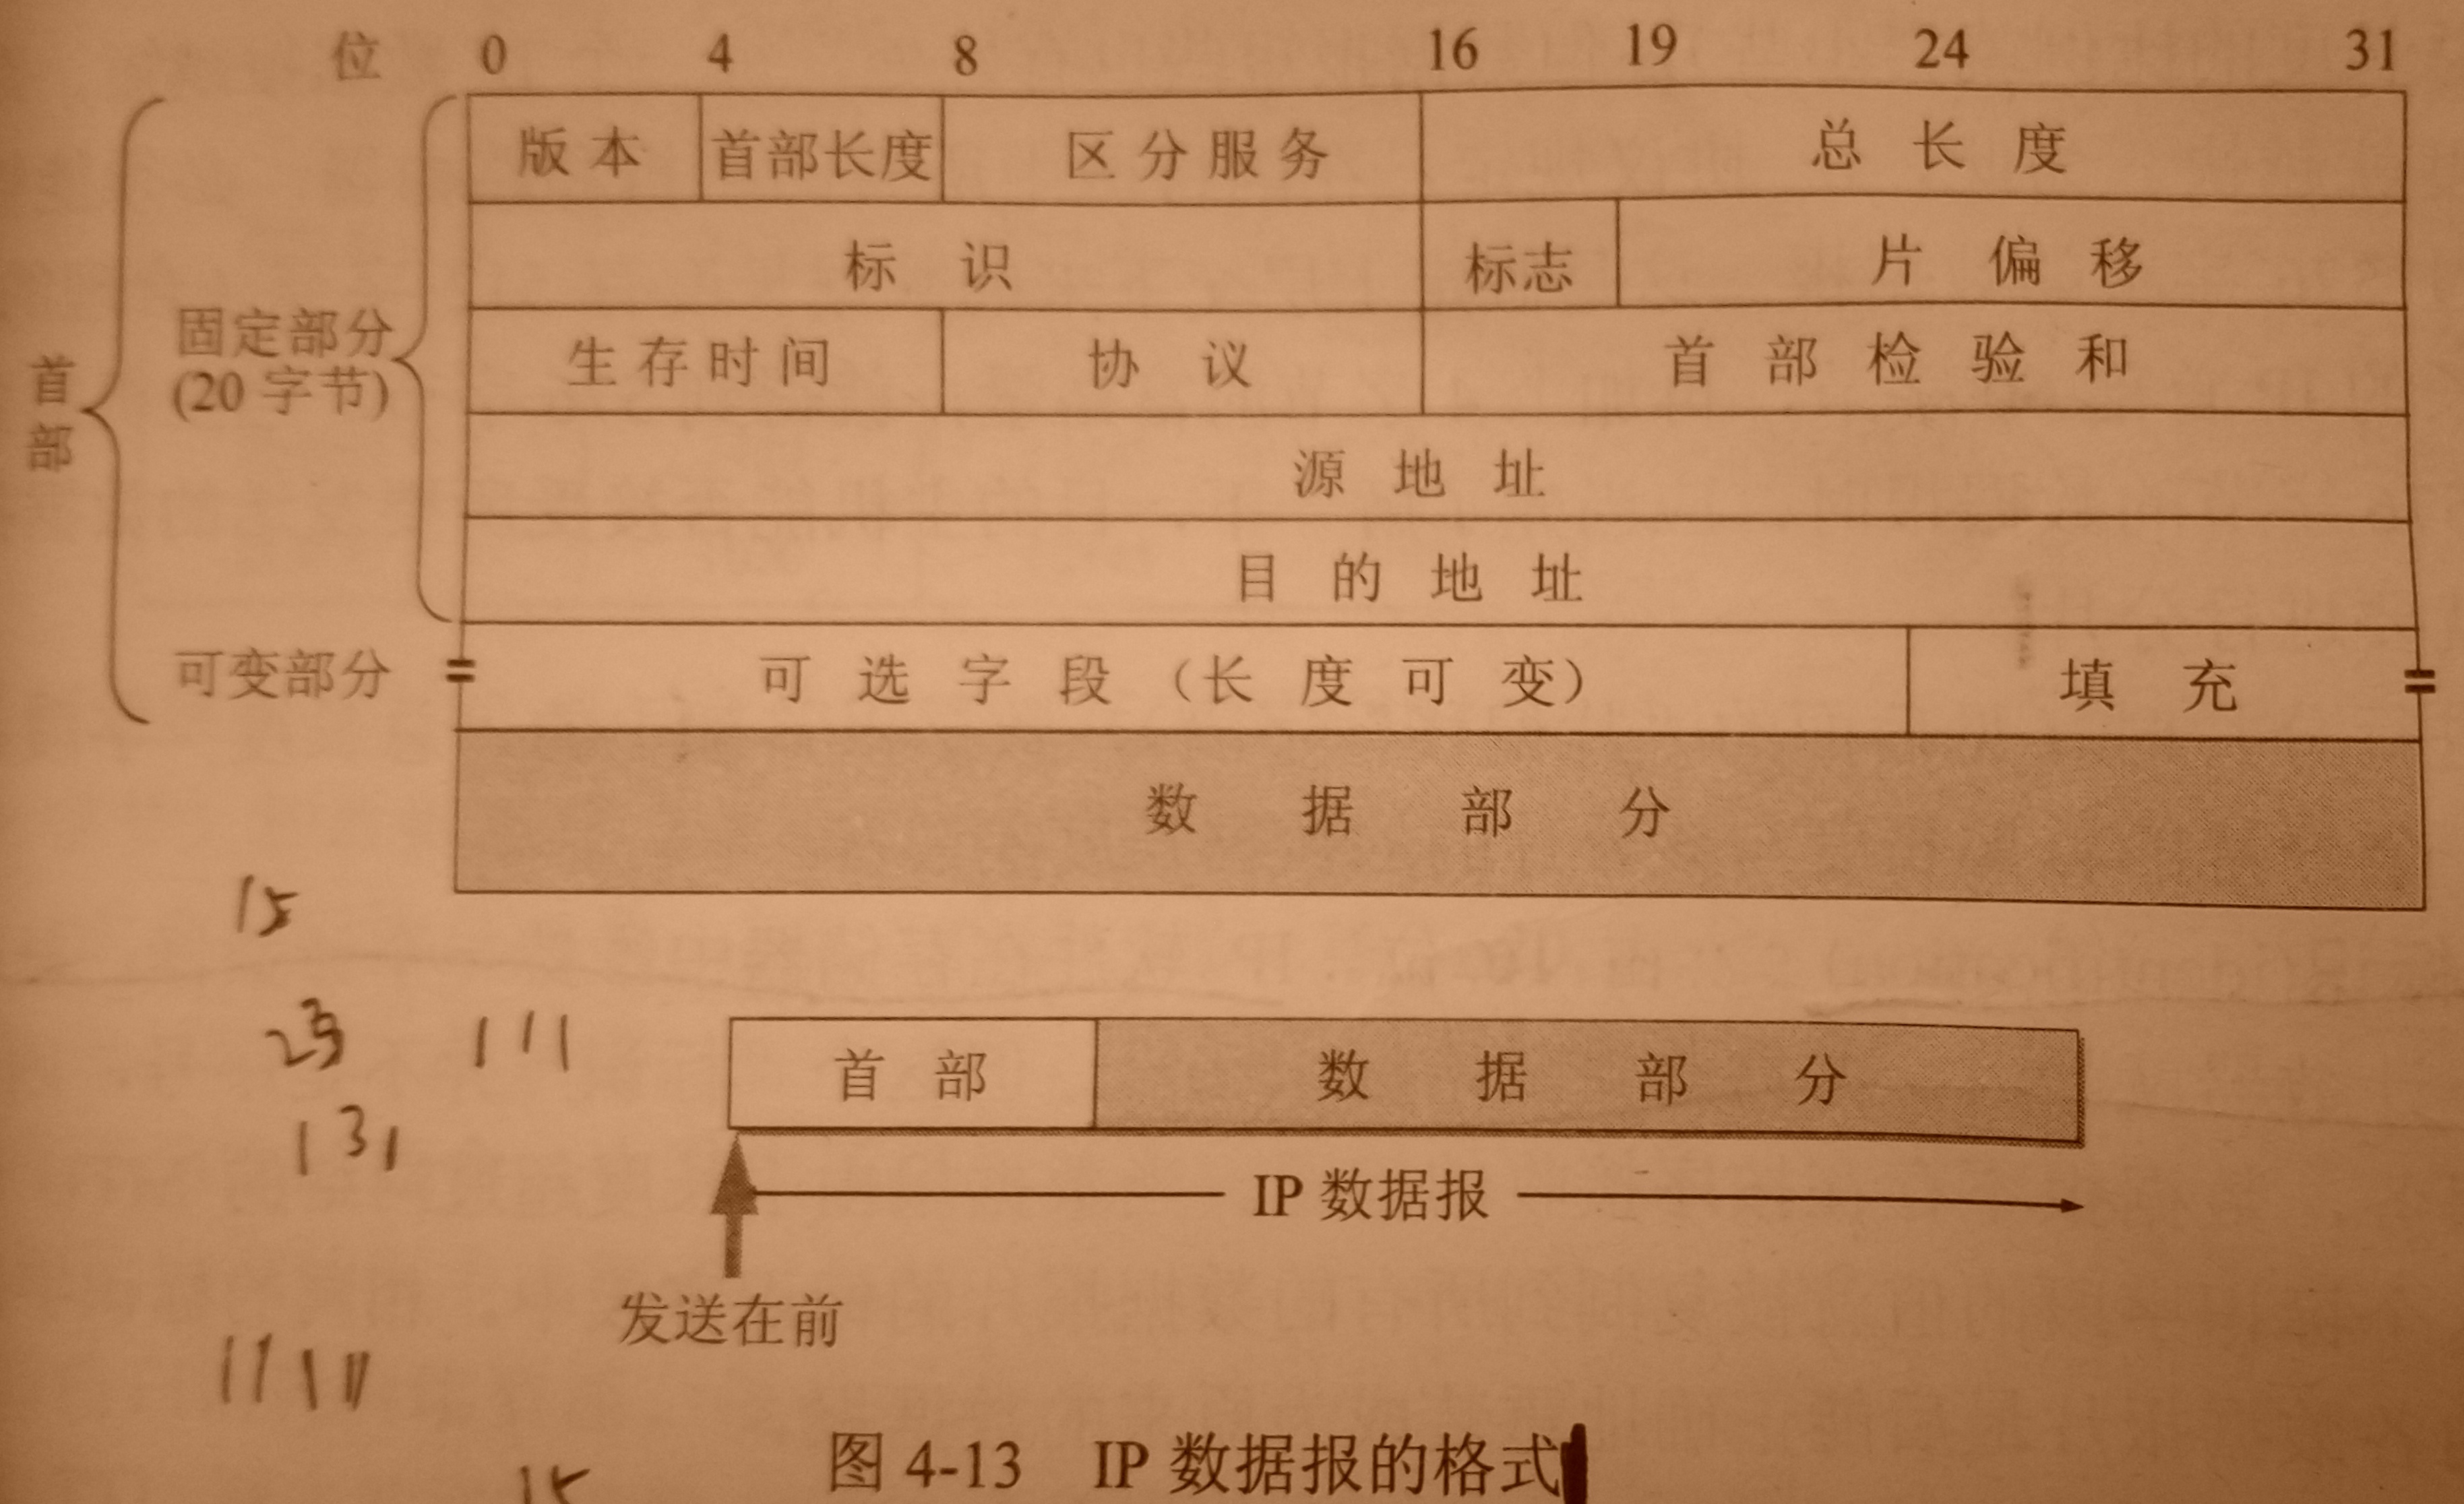 位 0 4 8 16 19 24 31
版本 首部长度 区分服务 总长度
标识 标志 片偏移
固定部分
(20 字节)
生存时间 协议 首部检验和
首部
源地址
目的地址
可变部分 可选字段（长度可变） 填充
数据部分
15
111
首部 数据部分
131
IP 数据报
发送在前
图 4-13 IP 数据报的格式